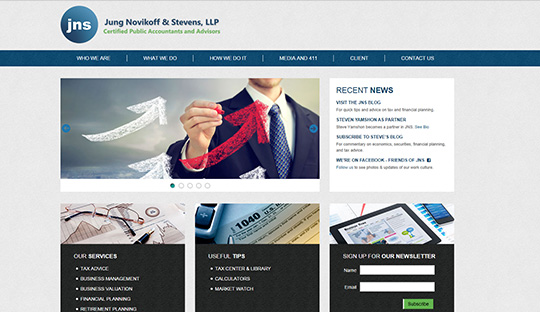 jns
Jung Novikoff & Stevens, LLP
Certified Public Accountants and Advisors
WHO WE ARE
WHAT WE DO
HOW WE DO IT
MEDIA AND 411
CLIENT
CONTACT US
RECENT NEWS
VISIT THE JNS BLOG
For quick tips and advice on tax and financial planning.
STEVEN YAMSHON AS PARTNER
Steve Yamshon becomes a partner in JNS. See Bio
SUBSCRIBE TO STEVE'S BLOG
For commentary on economics, securities, financial planning,
and tax advice.
WE'RE ON FACEBOOK - FRIENDS OF JNS
Follow us to see photos & updates of our work culture.
OUR SERVICES
TAX ADVICE
BUSINESS MANAGEMENT
BUSINESS VALUATION
FINANCIAL PLANNING
RETIREMENT PLANNING
1040
USEFUL TIPS
TAX CENTER & LIBRARY
CALCULATORS
MARKET WATCH
SIGN UP FOR OUR NEWSLETTER
Name
Email
Subscribe